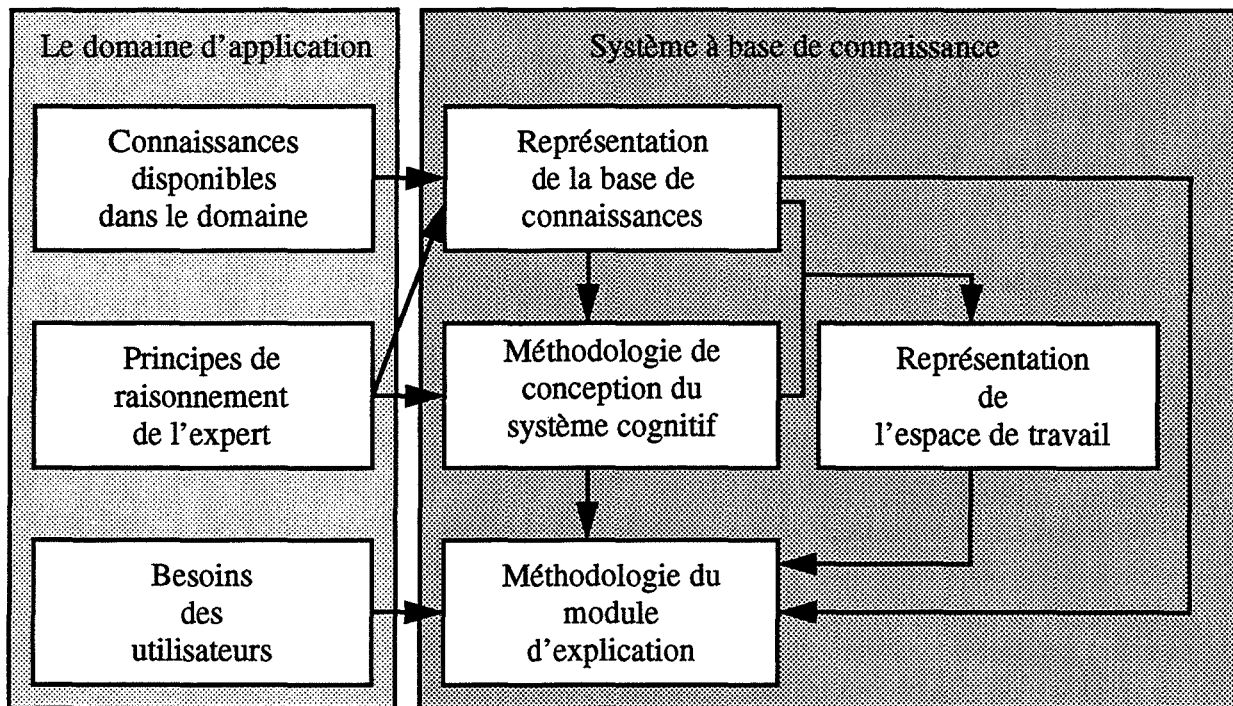 Le domaine d'application
Système à base de connaissance
Connaissances
disponibles
dans le domaine
Représentation
de la base de
connaissances
Principes de
raisonnement
de l'expert
Méthodologie de
conception du
système cognitif
Représentation
de
l'espace de travail
Besoins
des
utilisateurs
Méthodologie du
module
d'explication